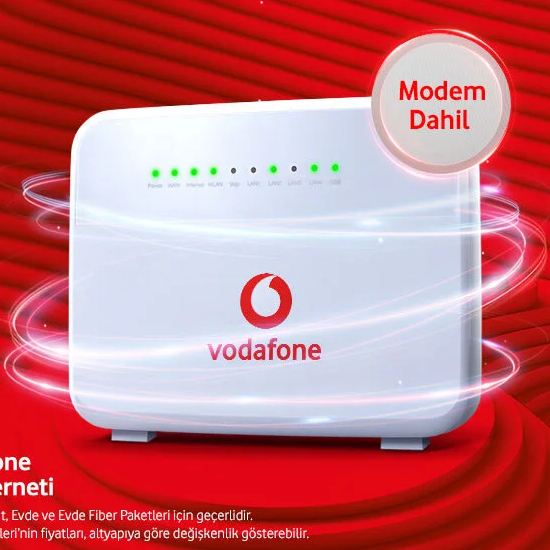 Modem
Dahil
Power WAN Internet WLAN Voip LAN1 LAN2 LAN3 LAN4 USB
vodafone
one
erneti
t, Evde ve Evde Fiber Paketleri için geçerlidir.
leri'nin fiyatları, altyapıya göre değişkenlik gösterebilir.